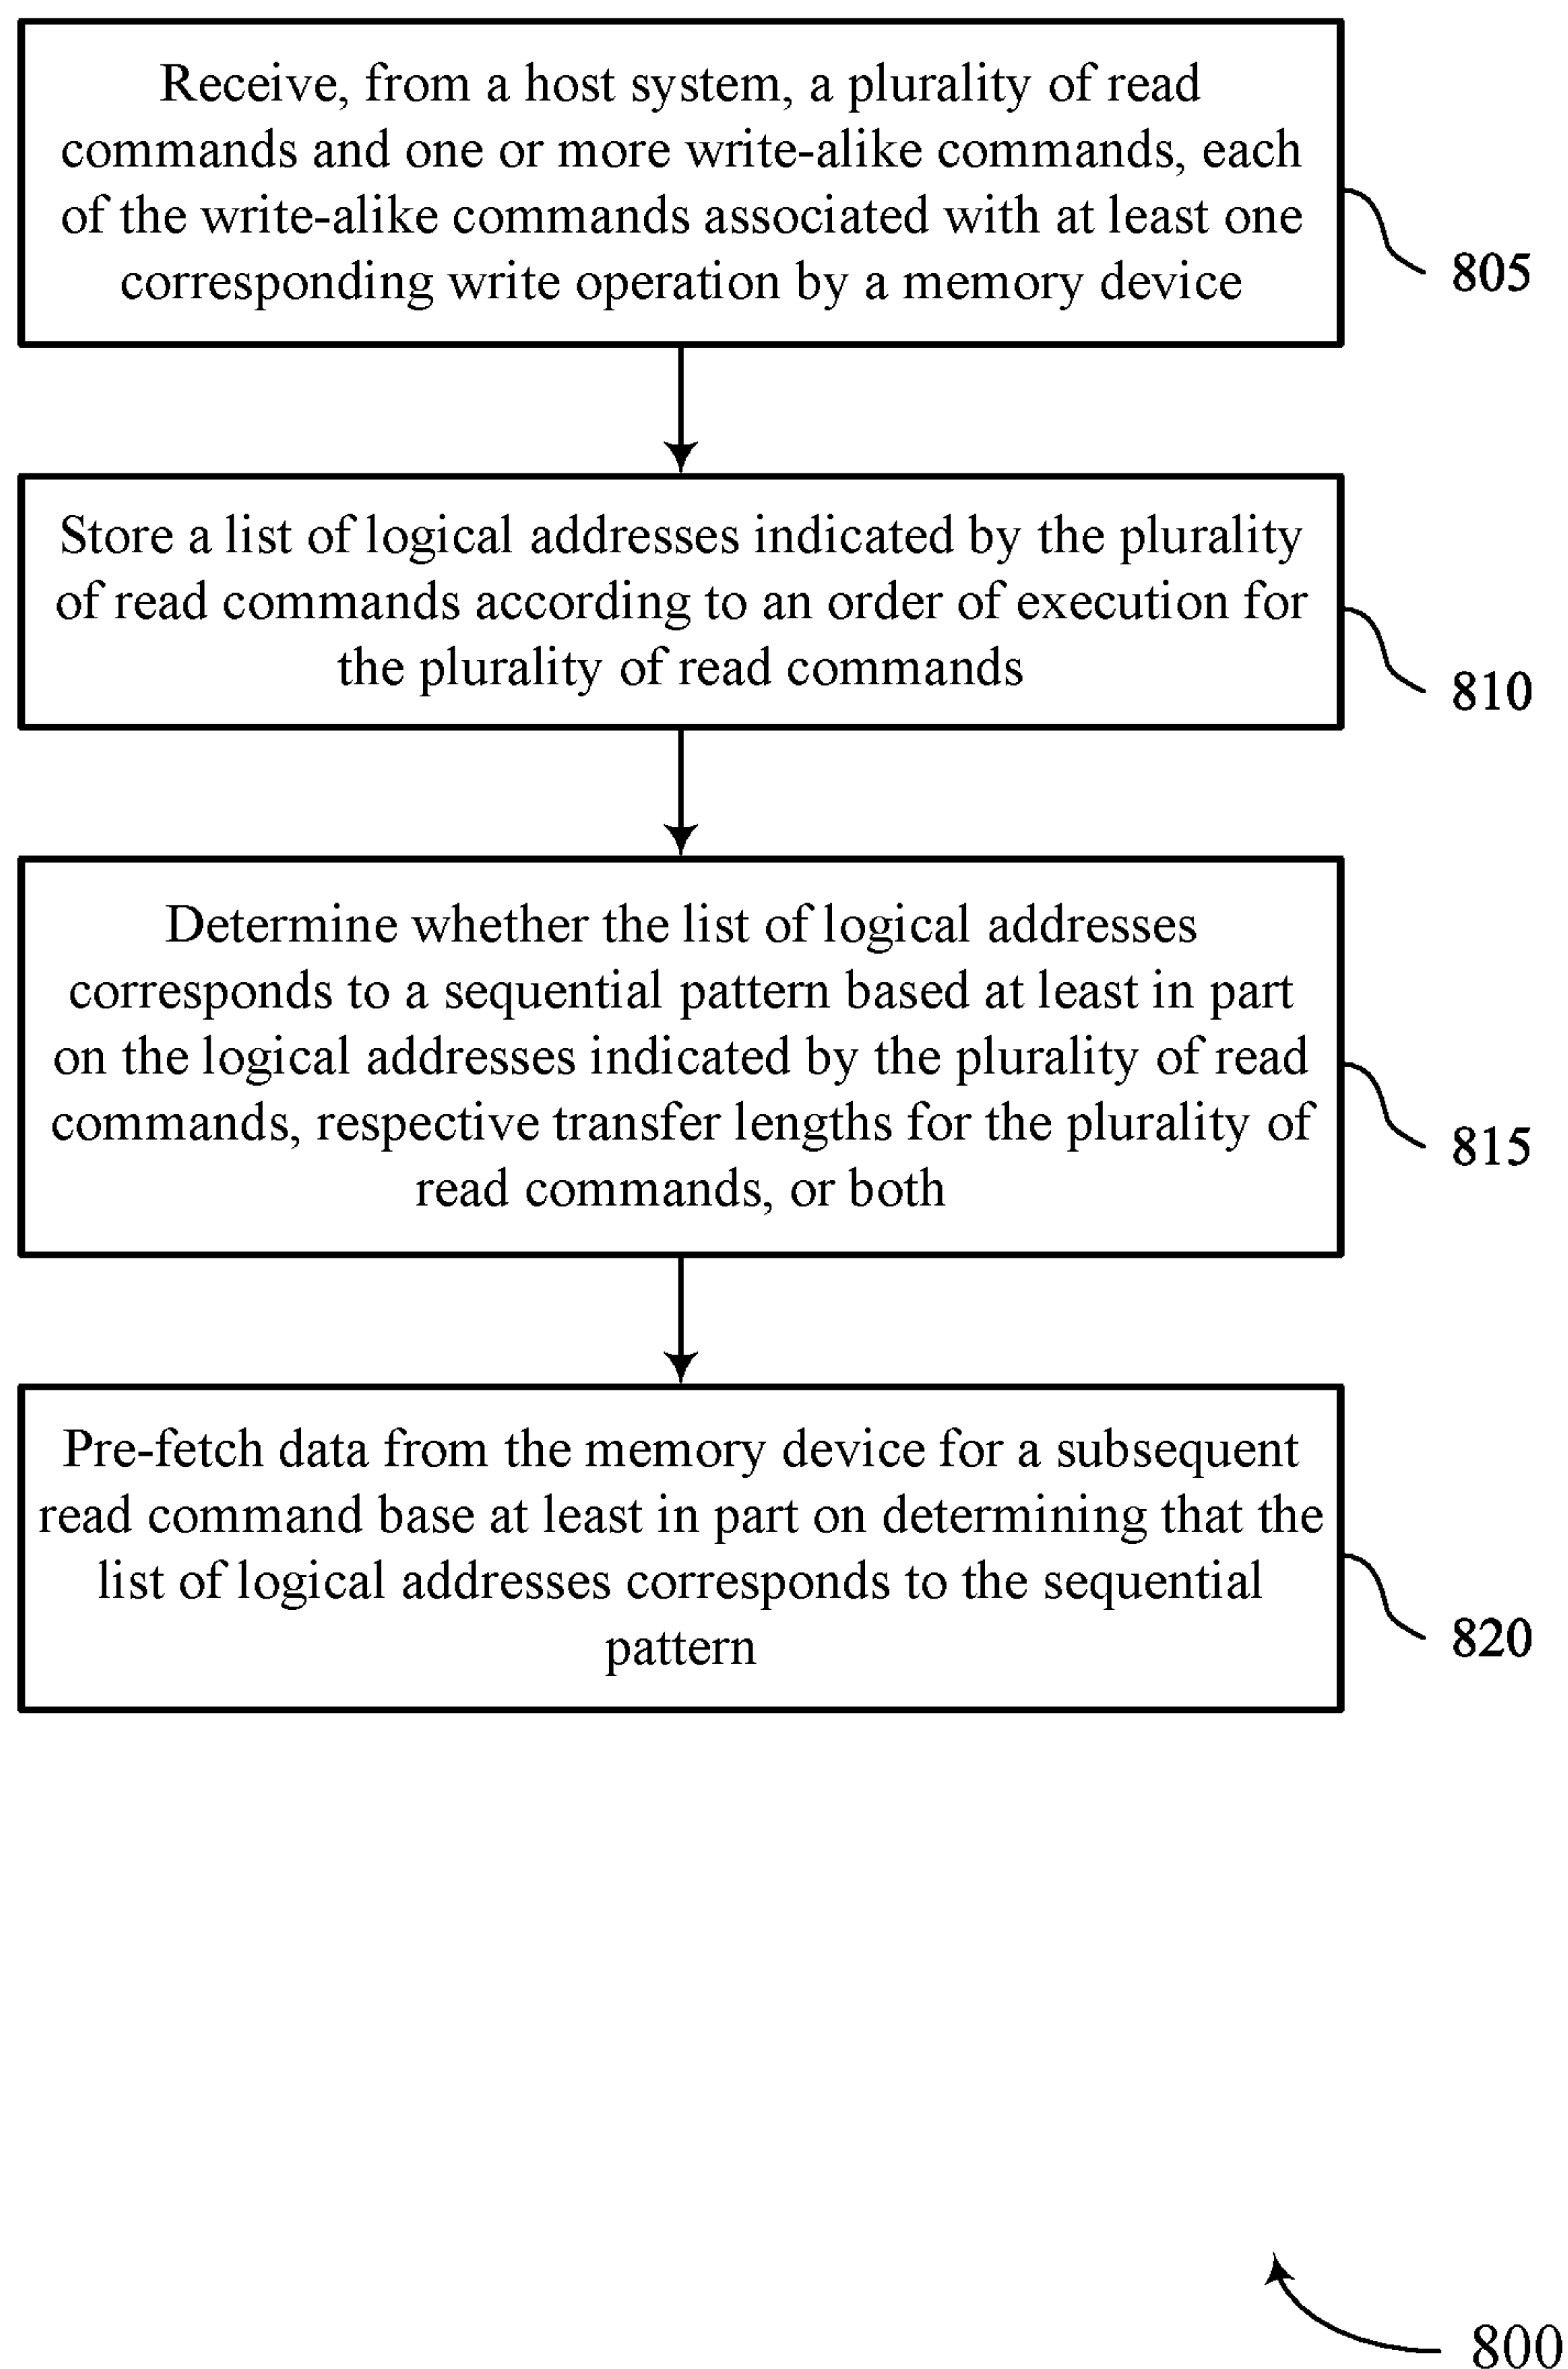 Receive, from a host system, a plurality of read
commands and one or more write-alike commands, each
of the write-alike commands associated with at least one
corresponding write operation by a memory device
805
Store a list of logical addresses indicated by the plurality
of read commands according to an order of execution for
the plurality of read commands
810
Determine whether the list of logical addresses
corresponds to a sequential pattern based at least in part
on the logical addresses indicated by the plurality of read
commands, respective transfer lengths for the plurality of
read commands, or both
815
Pre-fetch data from the memory device for a subsequent
read command base at least in part on determining that the
list of logical addresses corresponds to the sequential
pattern
820
800